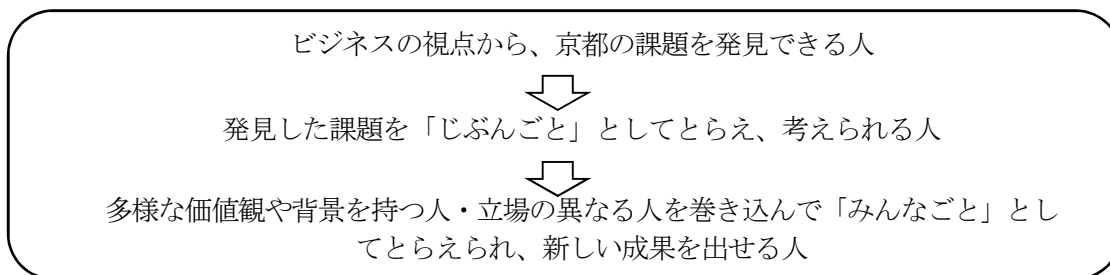 ビジネスの視点から、京都の課題を発見できる人
発見した課題を「じぶんごと」としてとらえ、考えられる人
多様な価値観や背景を持つ人・立場の異なる人を巻き込んで「みんなごと」とし
てとらえられ、新しい成果を出せる人